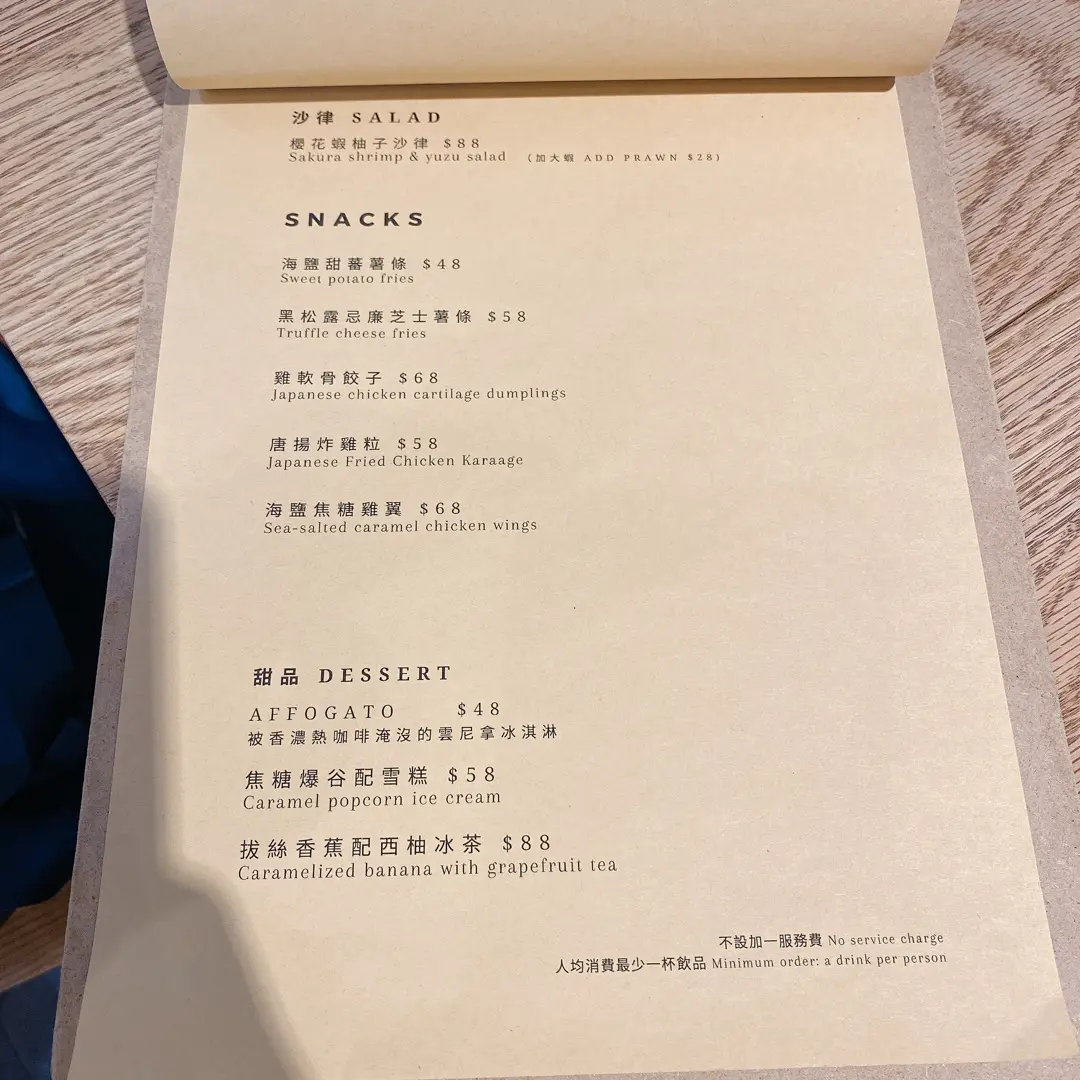 沙律 SALAD
櫻花蝦柚子沙律 $88
Sakura shrimp & yuzu salad (加大蝦 ADD PRAWN $28)
SNACKS
海鹽甜蕃薯條 $48
Sweet potato fries
黑松露忌廉芝士薯條 $58
Truffle cheese fries
雞軟骨餃子 $68
Japanese chicken cartilage dumplings
唐揚炸雞粒 $58
Japanese Fried Chicken Karaage
海鹽焦糖雞翼 $68
Sea-salted caramel chicken wings
甜品 DESSERT
AFFOGATO $48
被香濃熱咖啡淹沒的雲尼拿冰淇淋
焦糖爆谷配雪糕 $58
Caramel popcorn ice cream
拔絲香蕉配西柚冰茶 $88
Caramelized banana with grapefruit tea
不設加一服務費 No service charge
人均消費最少一杯飲品 Minimum order: a drink per person